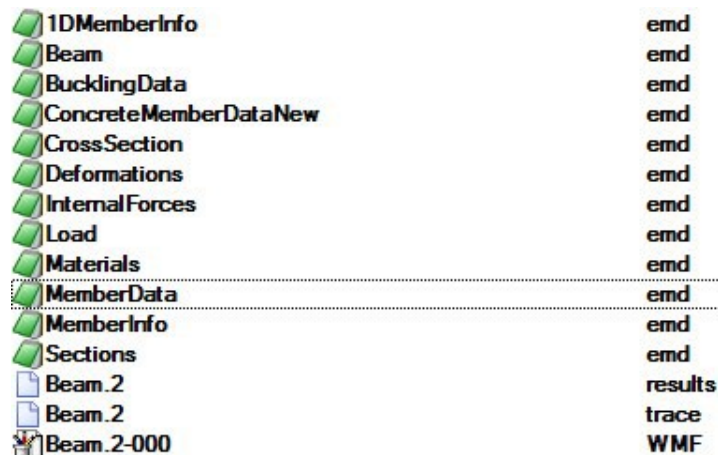 1DMemberInfo emd
Beam emd
BucklingData emd
ConcreteMemberDataNew emd
CrossSection emd
Deformations emd
InternalForces emd
Load emd
Materials emd
MemberData emd
MemberInfo emd
Sections emd
Beam.2 results
Beam.2 trace
Beam.2-000 WMF